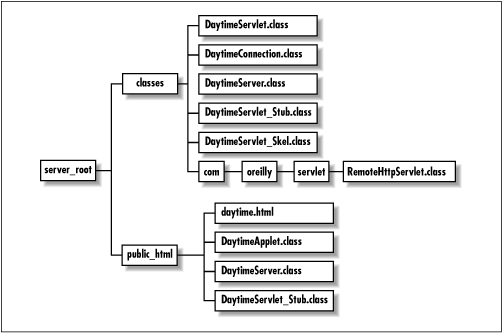 DaytimeServlet.class
DaytimeConnection.class
DaytimeServer.class
classes
DaytimeServlet_Stub.class
DaytimeServlet_Skel.class
server_root
com
oreilly
servlet
RemoteHttpServlet.class
daytime.html
DaytimeApplet.class
public_html
DaytimeServer.class
DaytimeServlet_Stub.class